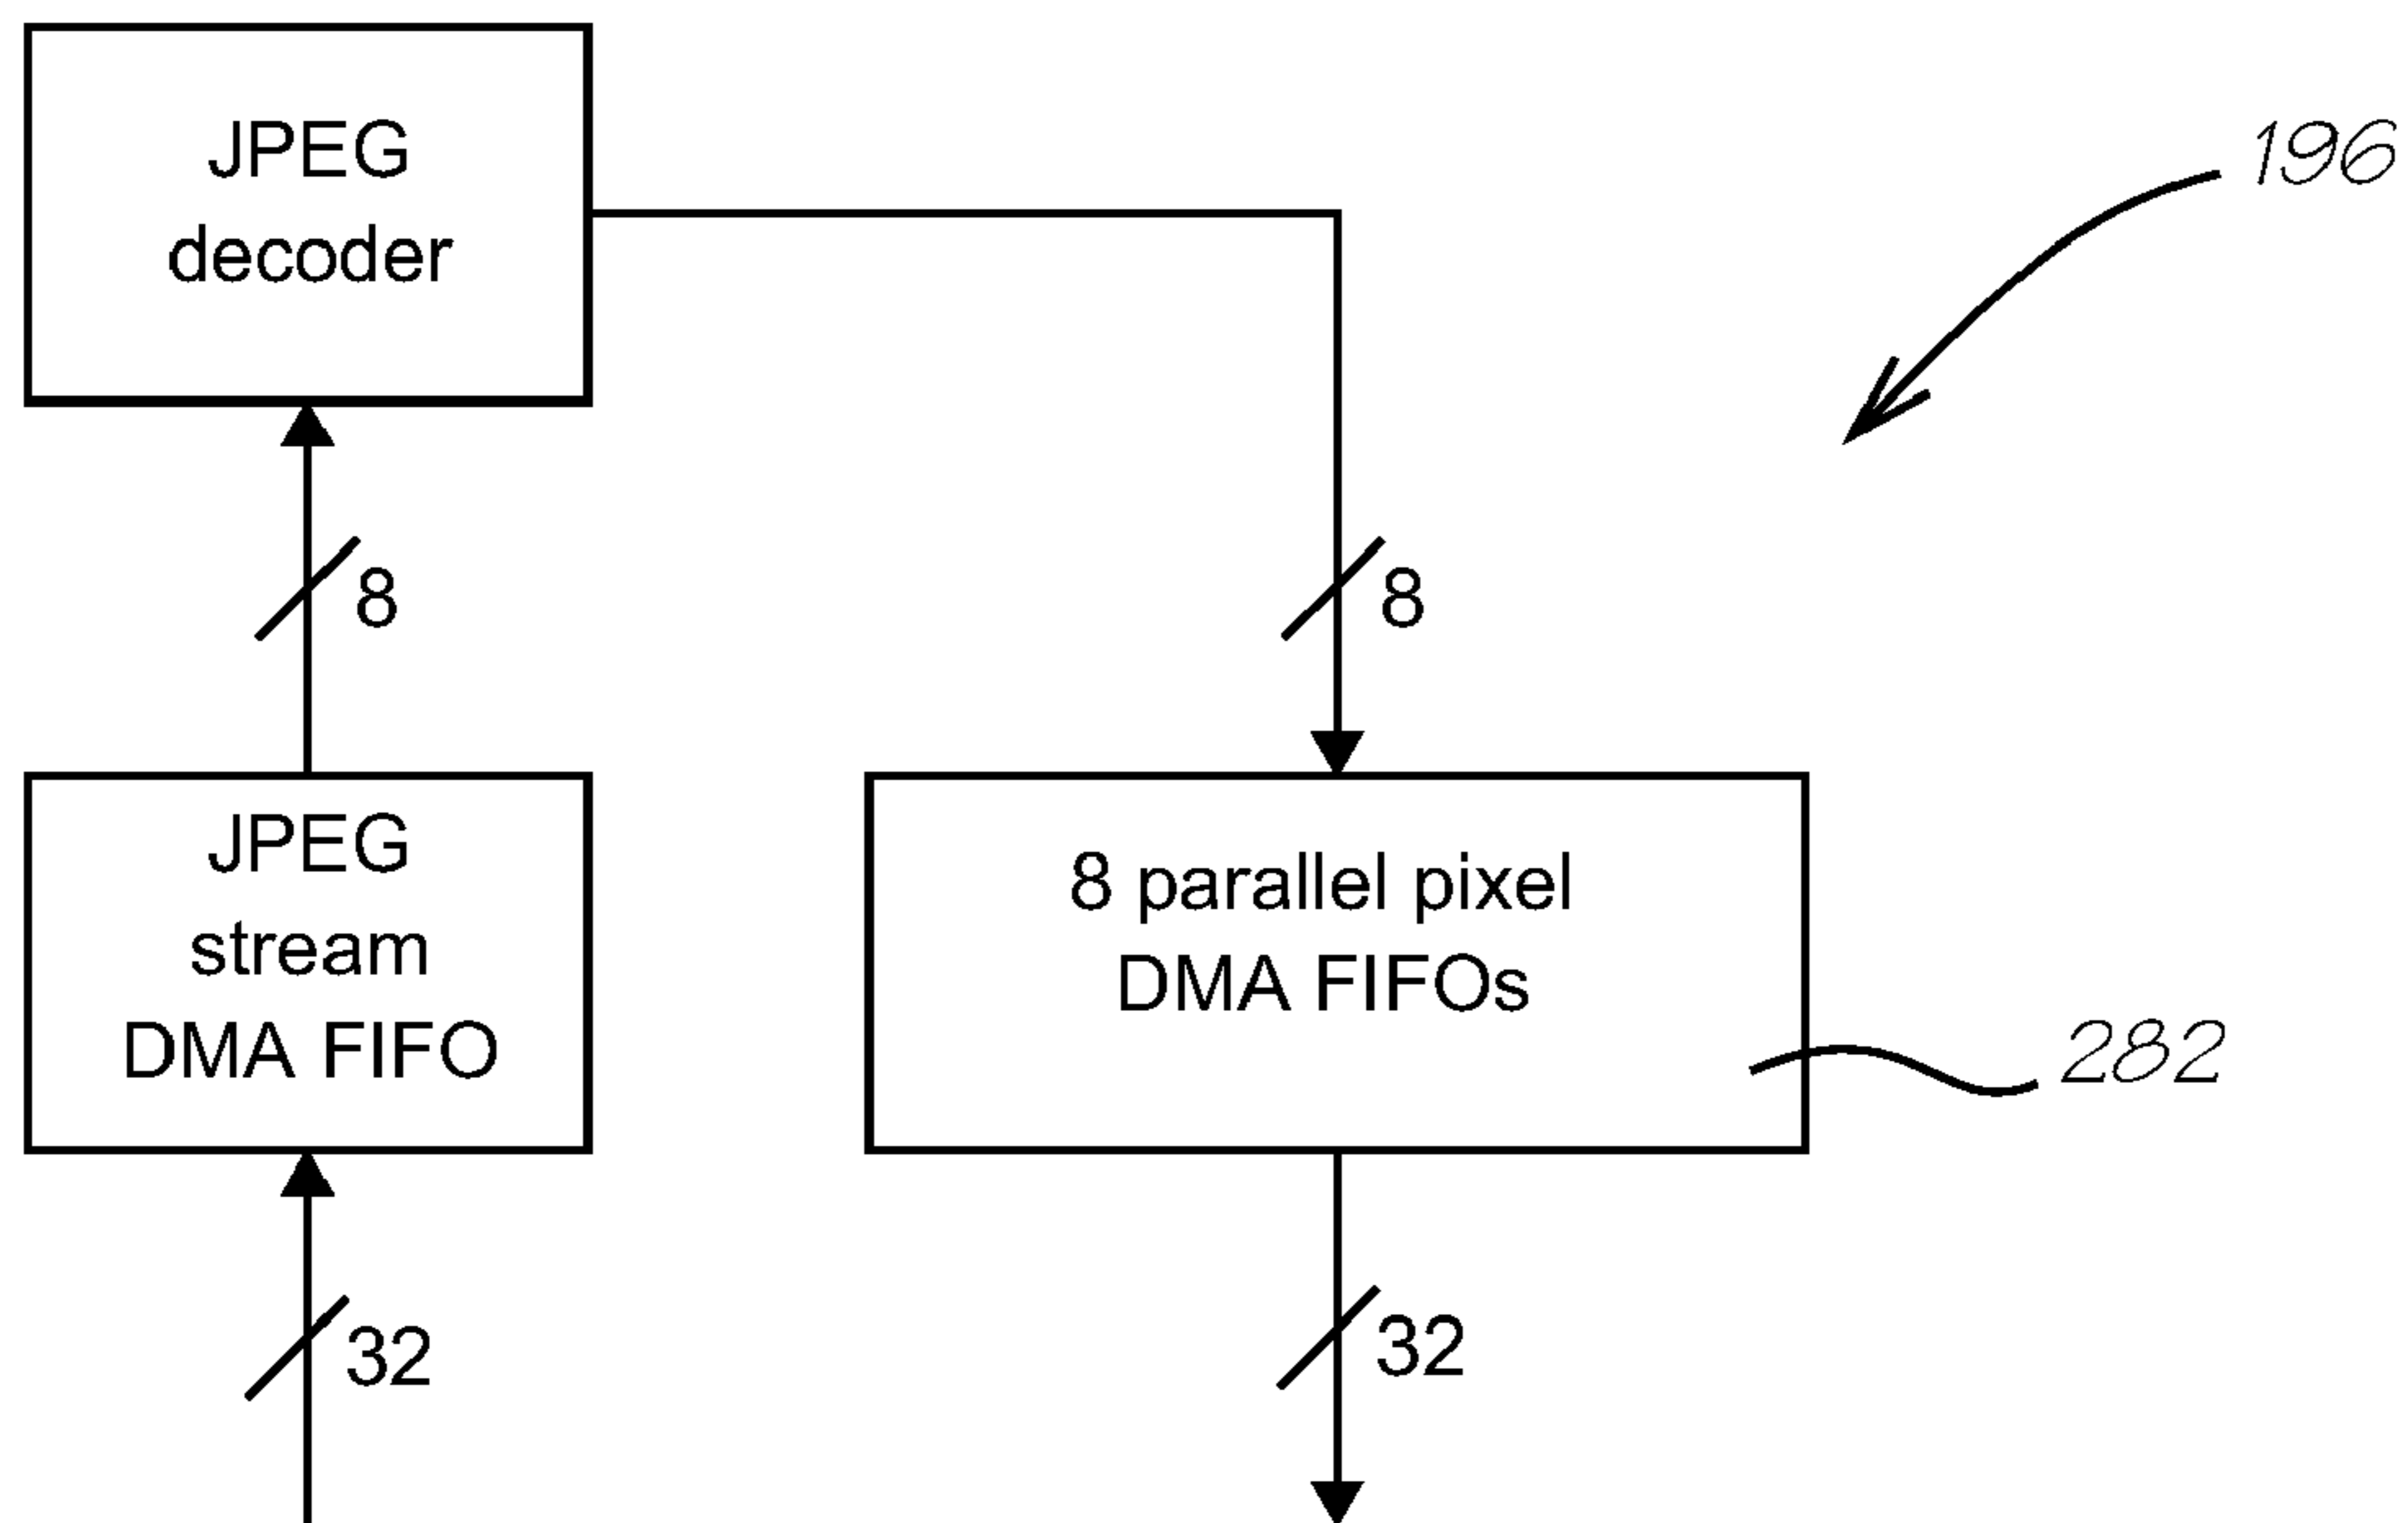 JPEG
decoder
196
8
8
JPEG
stream
DMA FIFO
8 parallel pixel
DMA FIFOs
282
32
32